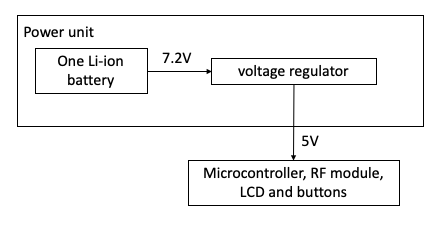 Power unit
One Li-ion
battery
7.2V
voltage regulator
5V
Microcontroller, RF module,
LCD and buttons